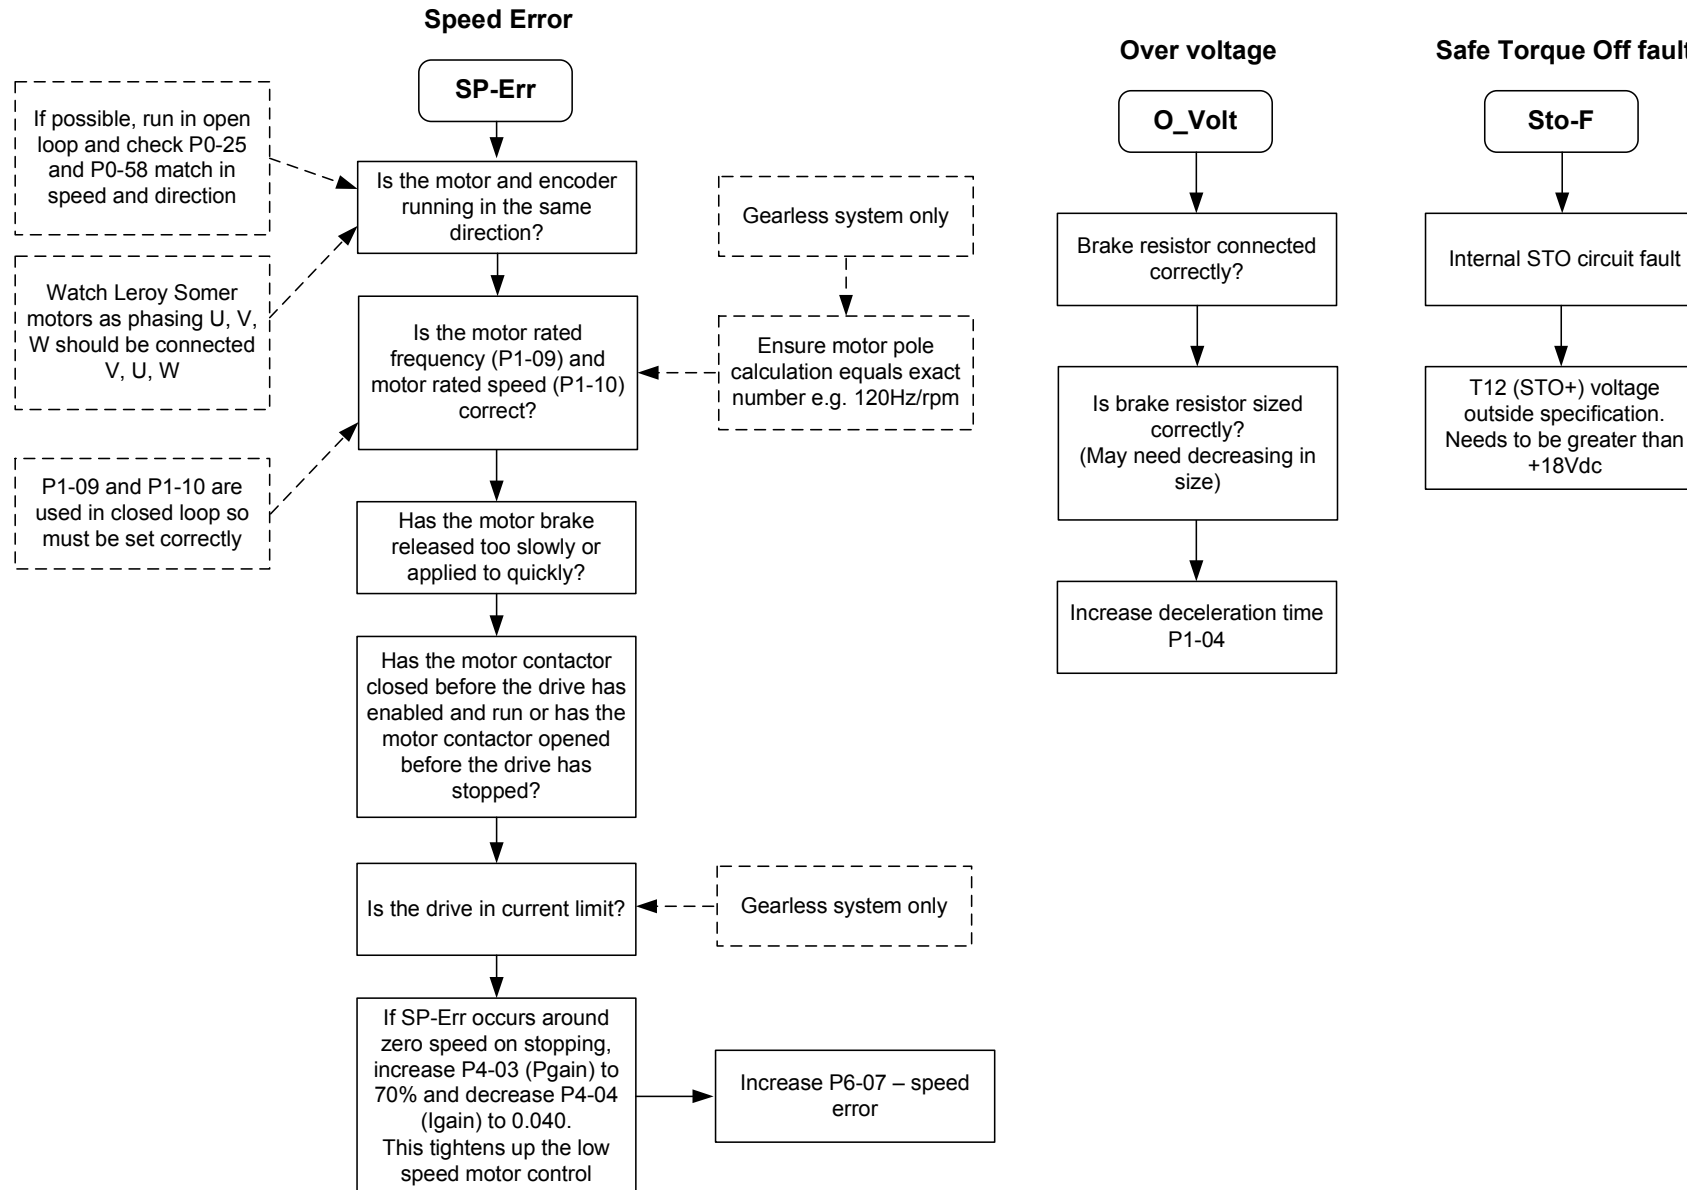 Speed Error
SP-Err
If possible, run in open
loop and check P0-25
and P0-58 match in
speed and direction
Is the motor and encoder
running in the same
direction?
Watch Leroy Somer
motors as phasing U, V,
W should be connected
V, U, W
Gearless system only
Is the motor rated
frequency (P1-09) and
motor rated speed (P1-10)
correct?
Ensure motor pole
calculation equals exact
number e.g. 120Hz/rpm
P1-09 and P1-10 are
used in closed loop so
must be set correctly
Has the motor brake
released too slowly or
applied to quickly?
Has the motor contactor
closed before the drive has
enabled and run or has the
motor contactor opened
before the drive has
stopped?
Is the drive in current limit?
Gearless system only
If SP-Err occurs around
zero speed on stopping,
increase P4-03 (Pgain) to
70% and decrease P4-04
(Igain) to 0.040.
This tightens up the low
speed motor control
Increase P6-07 – speed
error
Over voltage
O_Volt
Brake resistor connected
correctly?
Is brake resistor sized
correctly?
(May need decreasing in
size)
Increase deceleration time
P1-04
Safe Torque Off fault
Sto-F
Internal STO circuit fault
T12 (STO+) voltage
outside specification.
Needs to be greater than
+18Vdc